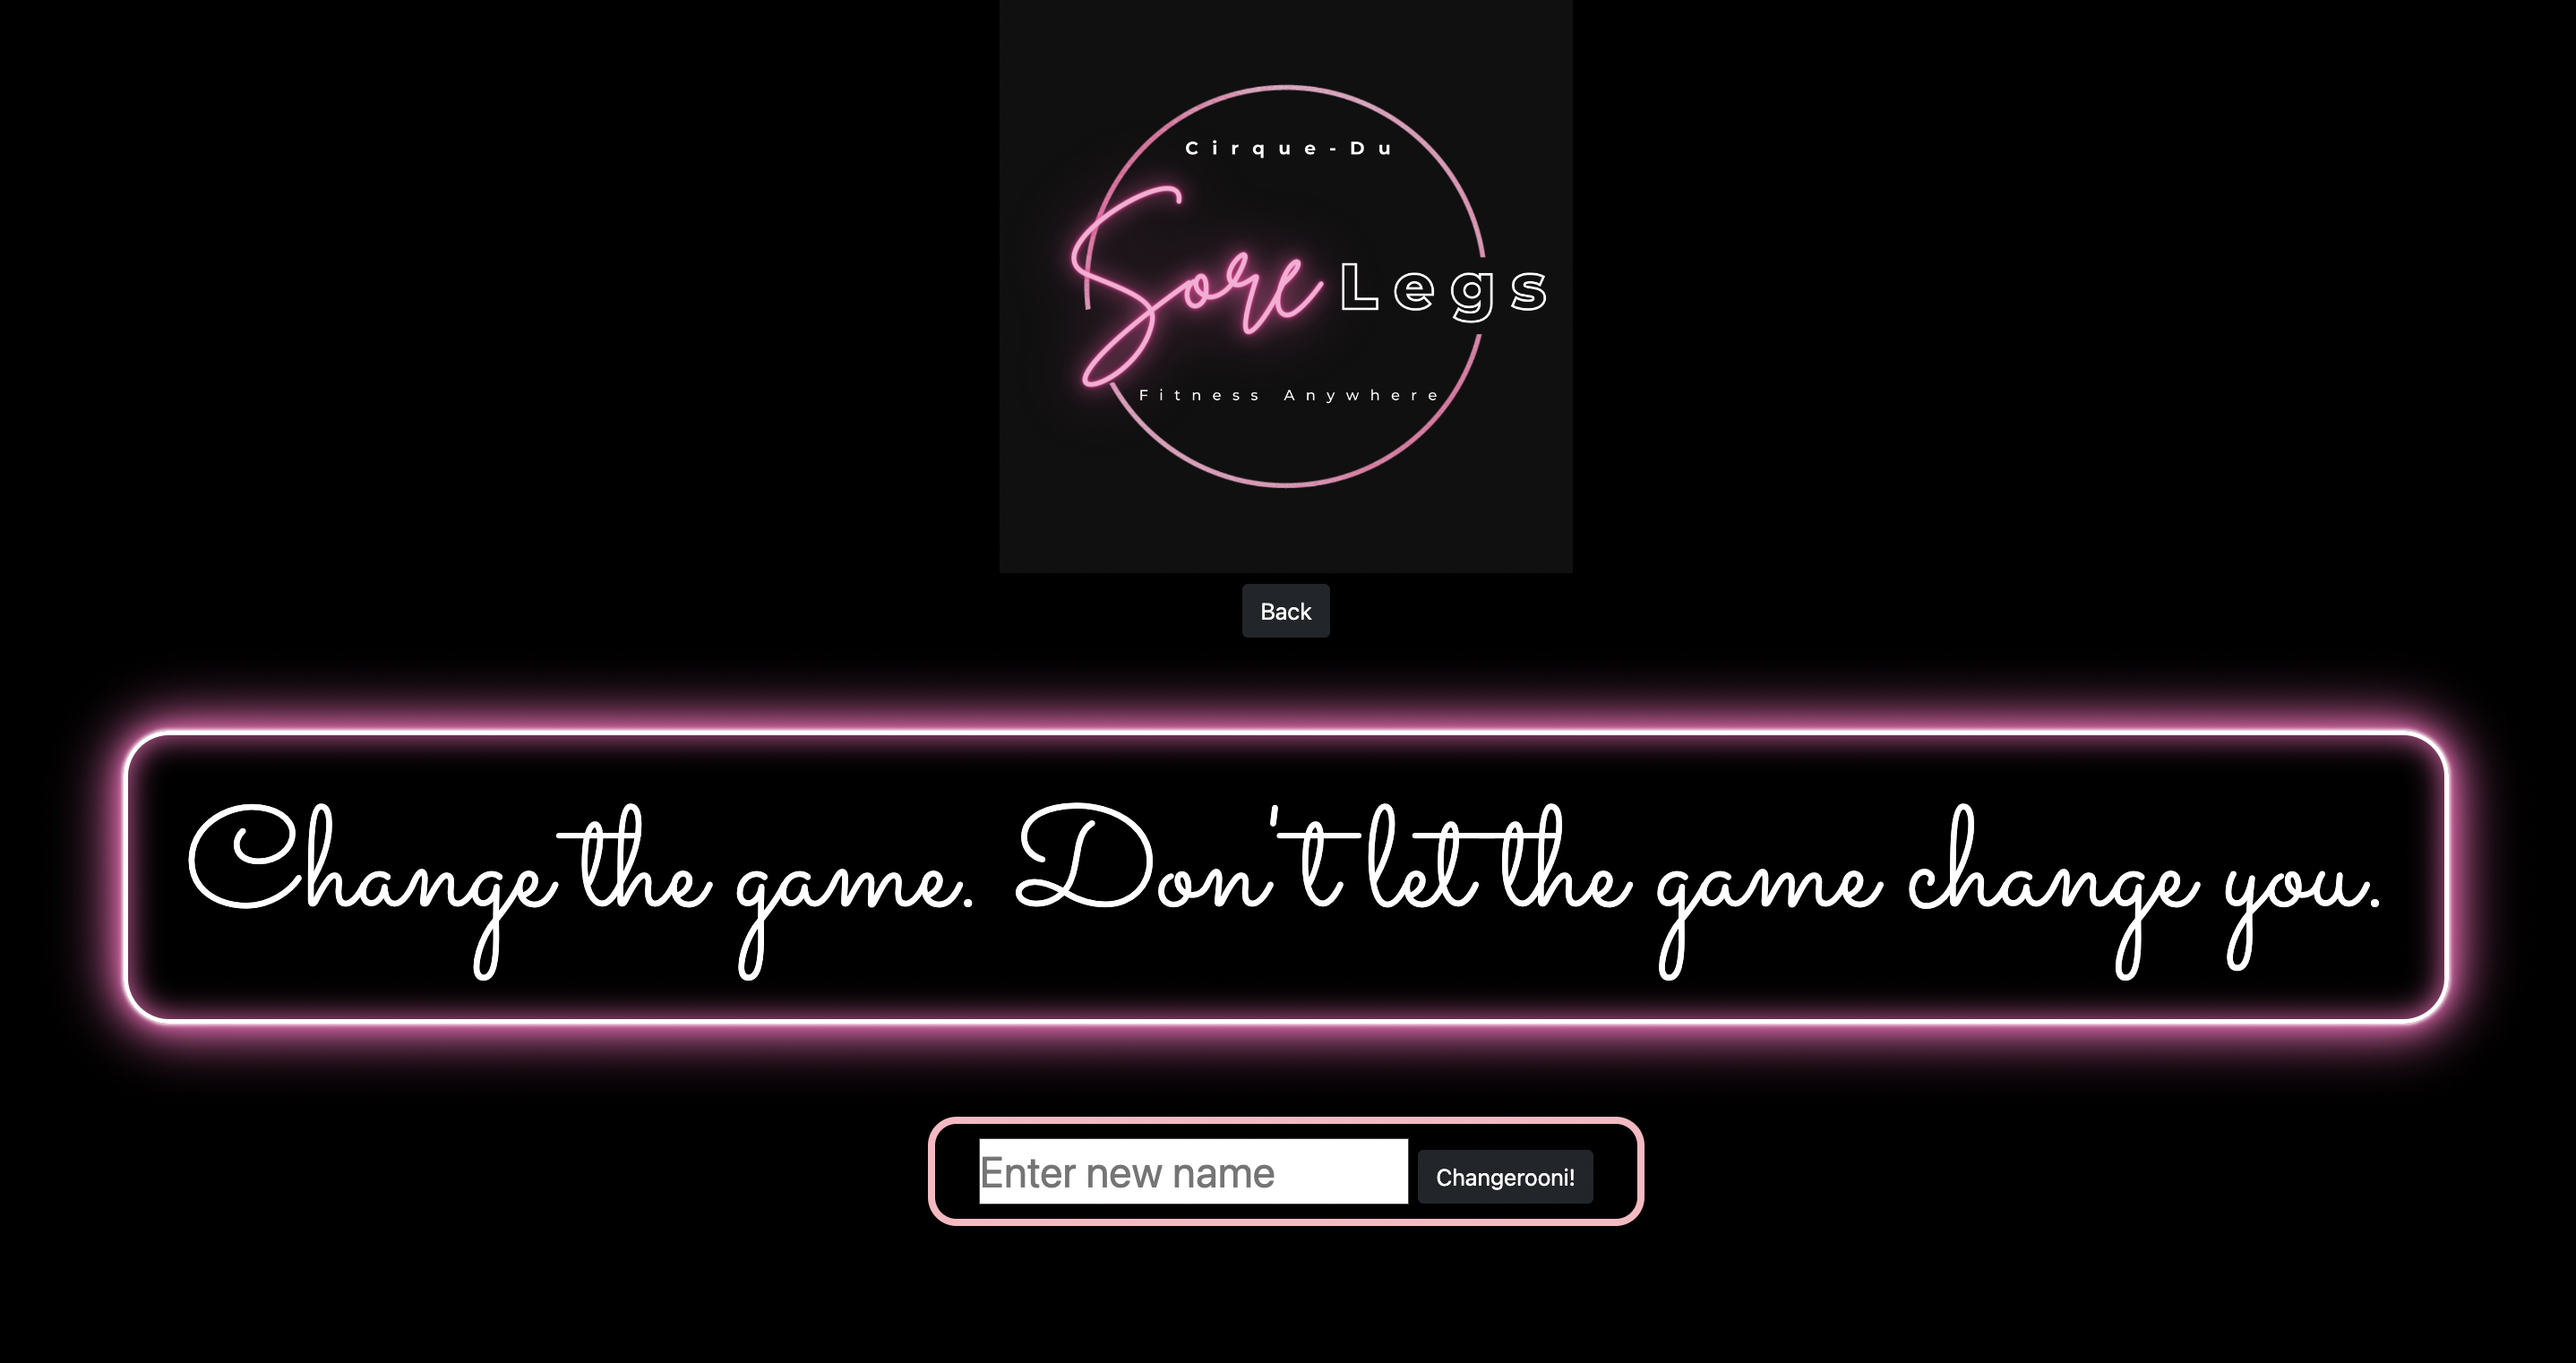 Cirque-Du
Sore Legs
Fitness Anywhere
Back
Change the game. Don't let the game change you.
Enter new name
Changerooni!